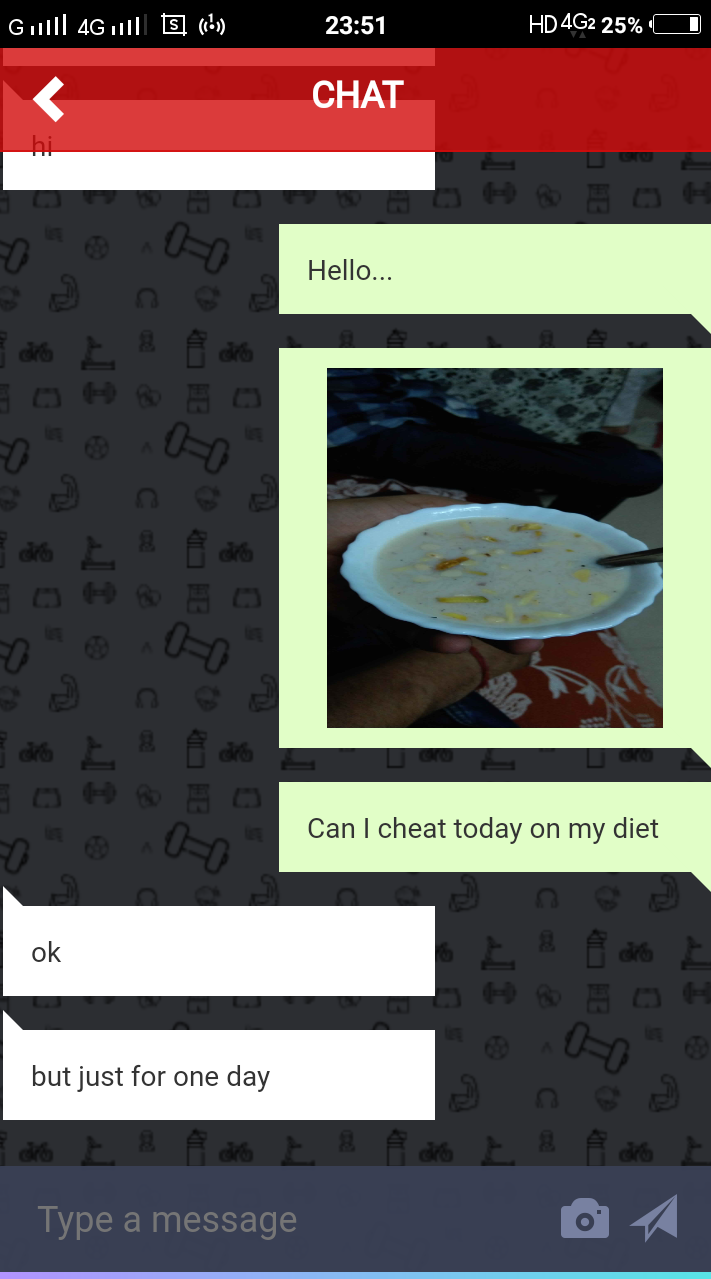 G 4G S 23:51 HD 4G2 25%
CHAT
hi
Hello...
Can I cheat today on my diet
ok
but just for one day
Type a message